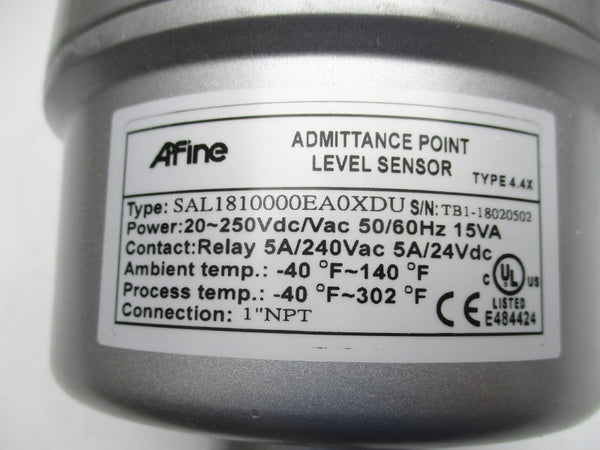 AFine
ADMITTANCE POINT
LEVEL SENSOR
TYPE 4.4X
Type: SAL1810000EA0XDU S/N: TB1-18020502
Power:20~250Vdc/Vac 50/60Hz 15VA
Contact:Relay 5A/240Vac 5A/24Vdc
Ambient temp.: -40 °F~140 °F
Process temp.: -40 °F~302 °F
Connection: 1"NPT
CE
C UL US
LISTED
E484424